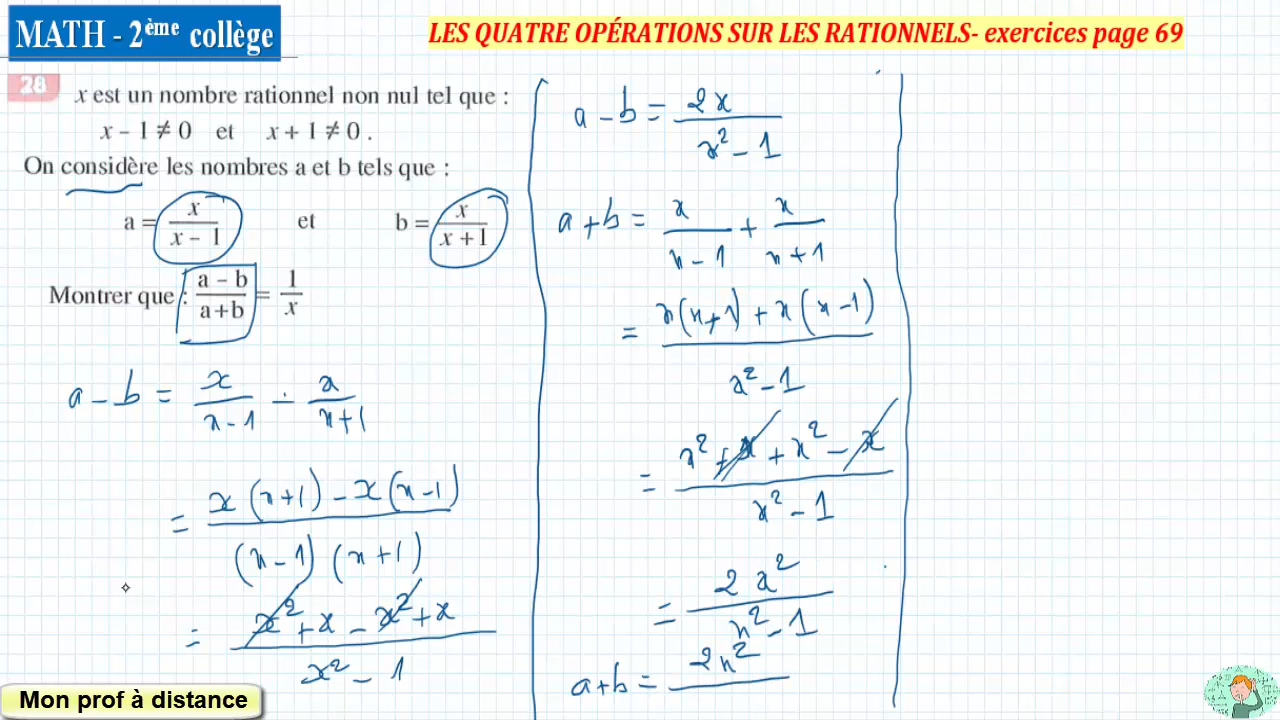 MATH - 2ème collège
LES QUATRE OPÉRATIONS SUR LES RATIONNELS- exercices page 69
28
x est un nombre rationnel non nul tel que :
x - 1 ≠ 0 et x + 1 ≠ 0 .
On considère les nombres a et b tels que :
a = x / (x - 1) et b = x / (x + 1)
Montrer que : (a - b) / (a + b) = 1 / x
a - b = x / (x - 1) - x / (x + 1)
= (x(x+1) - x(x-1)) / ((x-1)(x+1))
= (x² + x - x² + x) / (x² - 1)
a - b = 2x / (x² - 1)
a + b = x / (x - 1) + x / (x + 1)
= (x(x+1) + x(x-1)) / (x² - 1)
= (x² + x + x² - x) / (x² - 1)
= 2x² / (x² - 1)
a + b = 2x²
Mon prof à distance